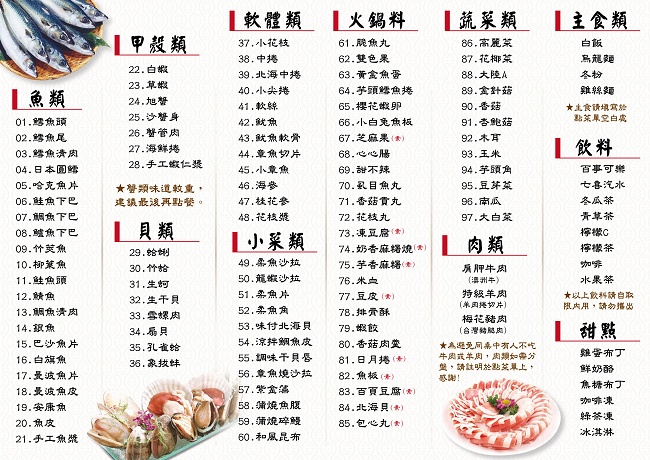 魚類
01.鱈魚頭
02.鱈魚尾
03.鱈魚清肉
04.日本圓鱈
05.哈克魚片
06.鮭魚下巴
07.鯛魚下巴
08.鱸魚下巴
09.竹筴魚
10.柳葉魚
11.鮭魚頭
12.鯖魚
13.鯛魚清肉
14.銀魚
15.巴沙魚片
16.白旗魚
17.曼波魚片
18.曼波魚皮
19.安康魚
20.魚皮
21.手工魚漿
甲殼類
22.白蝦
23.草蝦
24.旭蟹
25.沙蟹身
26.蟹管肉
27.海鮮捲
28.手工蝦仁漿
★蟹類味道較重，
建議最後再點餐。
貝類
29.蛤蜊
30.竹蛤
31.生蚵
32.生干貝
33.雪螺肉
34.扇貝
35.孔雀蛤
36.象拔蚌
軟體類
37.小花枝
38.中捲
39.北海中捲
40.小尖捲
41.軟絲
42.魷魚
43.魷魚軟骨
44.章魚切片
45.小章魚
46.海參
47.桂花參
48.花枝漿
小菜類
49.柔魚沙拉
50.龍蝦沙拉
51.柔魚片
52.柔魚角
53.味付北海貝
54.涼拌鯛魚皮
55.調味干貝唇
56.章魚燒沙拉
57.紫金藻
58.蒲燒魚腹
59.蒲燒碎鰻
60.和風昆布
火鍋料
61.脆魚丸
62.雙色果
63.黃金魚蛋
64.芋頭鱈魚捲
65.櫻花蝦卵
66.小白兔魚板
67.芝麻果(素)
68.心心腸
69.甜不辣
70.虱目魚丸
71.香菇貢丸
72.花枝丸
73.凍豆腐(素)
74.奶香麻糬燒(素)
75.芋香麻糬(素)
76.米血
77.豆皮(素)
78.排骨酥
79.蝦餃
80.香菇肉羹
81.日月捲(素)
82.魚板(素)
83.百頁豆腐(素)
84.北海貝(素)
85.包心丸(素)
蔬菜類
86.高麗菜
87.花椰菜
88.大陸A
89.金針菇
90.香菇
91.杏鮑菇
92.木耳
93.玉米
94.芋頭角
95.豆芽菜
96.南瓜
97.大白菜
肉類
肩胛牛肉
(澳洲牛)
特級羊肉
(羊肉捲切片)
梅花豬肉
(台灣豬腿肉)
★為避免同桌中有人不吃
牛肉或羊肉，肉類如需分
盤，請註明於點菜單上，
感謝！
主食類
白飯
烏龍麵
冬粉
雞絲麵
★主食請填寫於
點菜單空白處
飲料
百事可樂
七喜汽水
冬瓜茶
青草茶
檸檬C
檸檬茶
咖啡
水果茶
★以上飲料請自取
限內用，請勿攜出
甜點
雞蛋布丁
鮮奶酪
焦糖布丁
咖啡凍
綠茶凍
冰淇淋